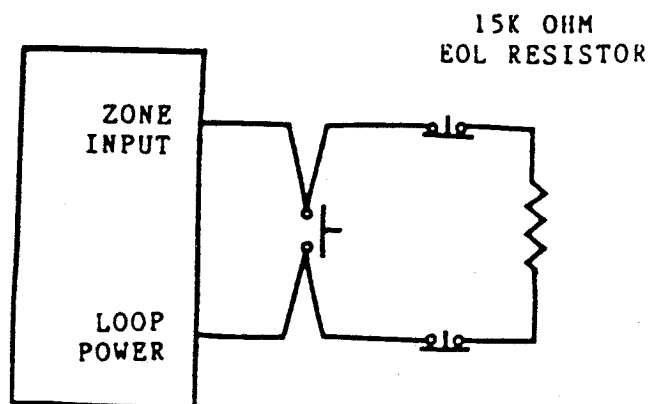 15K OHM
EOL RESISTOR
ZONE
INPUT
LOOP
POWER